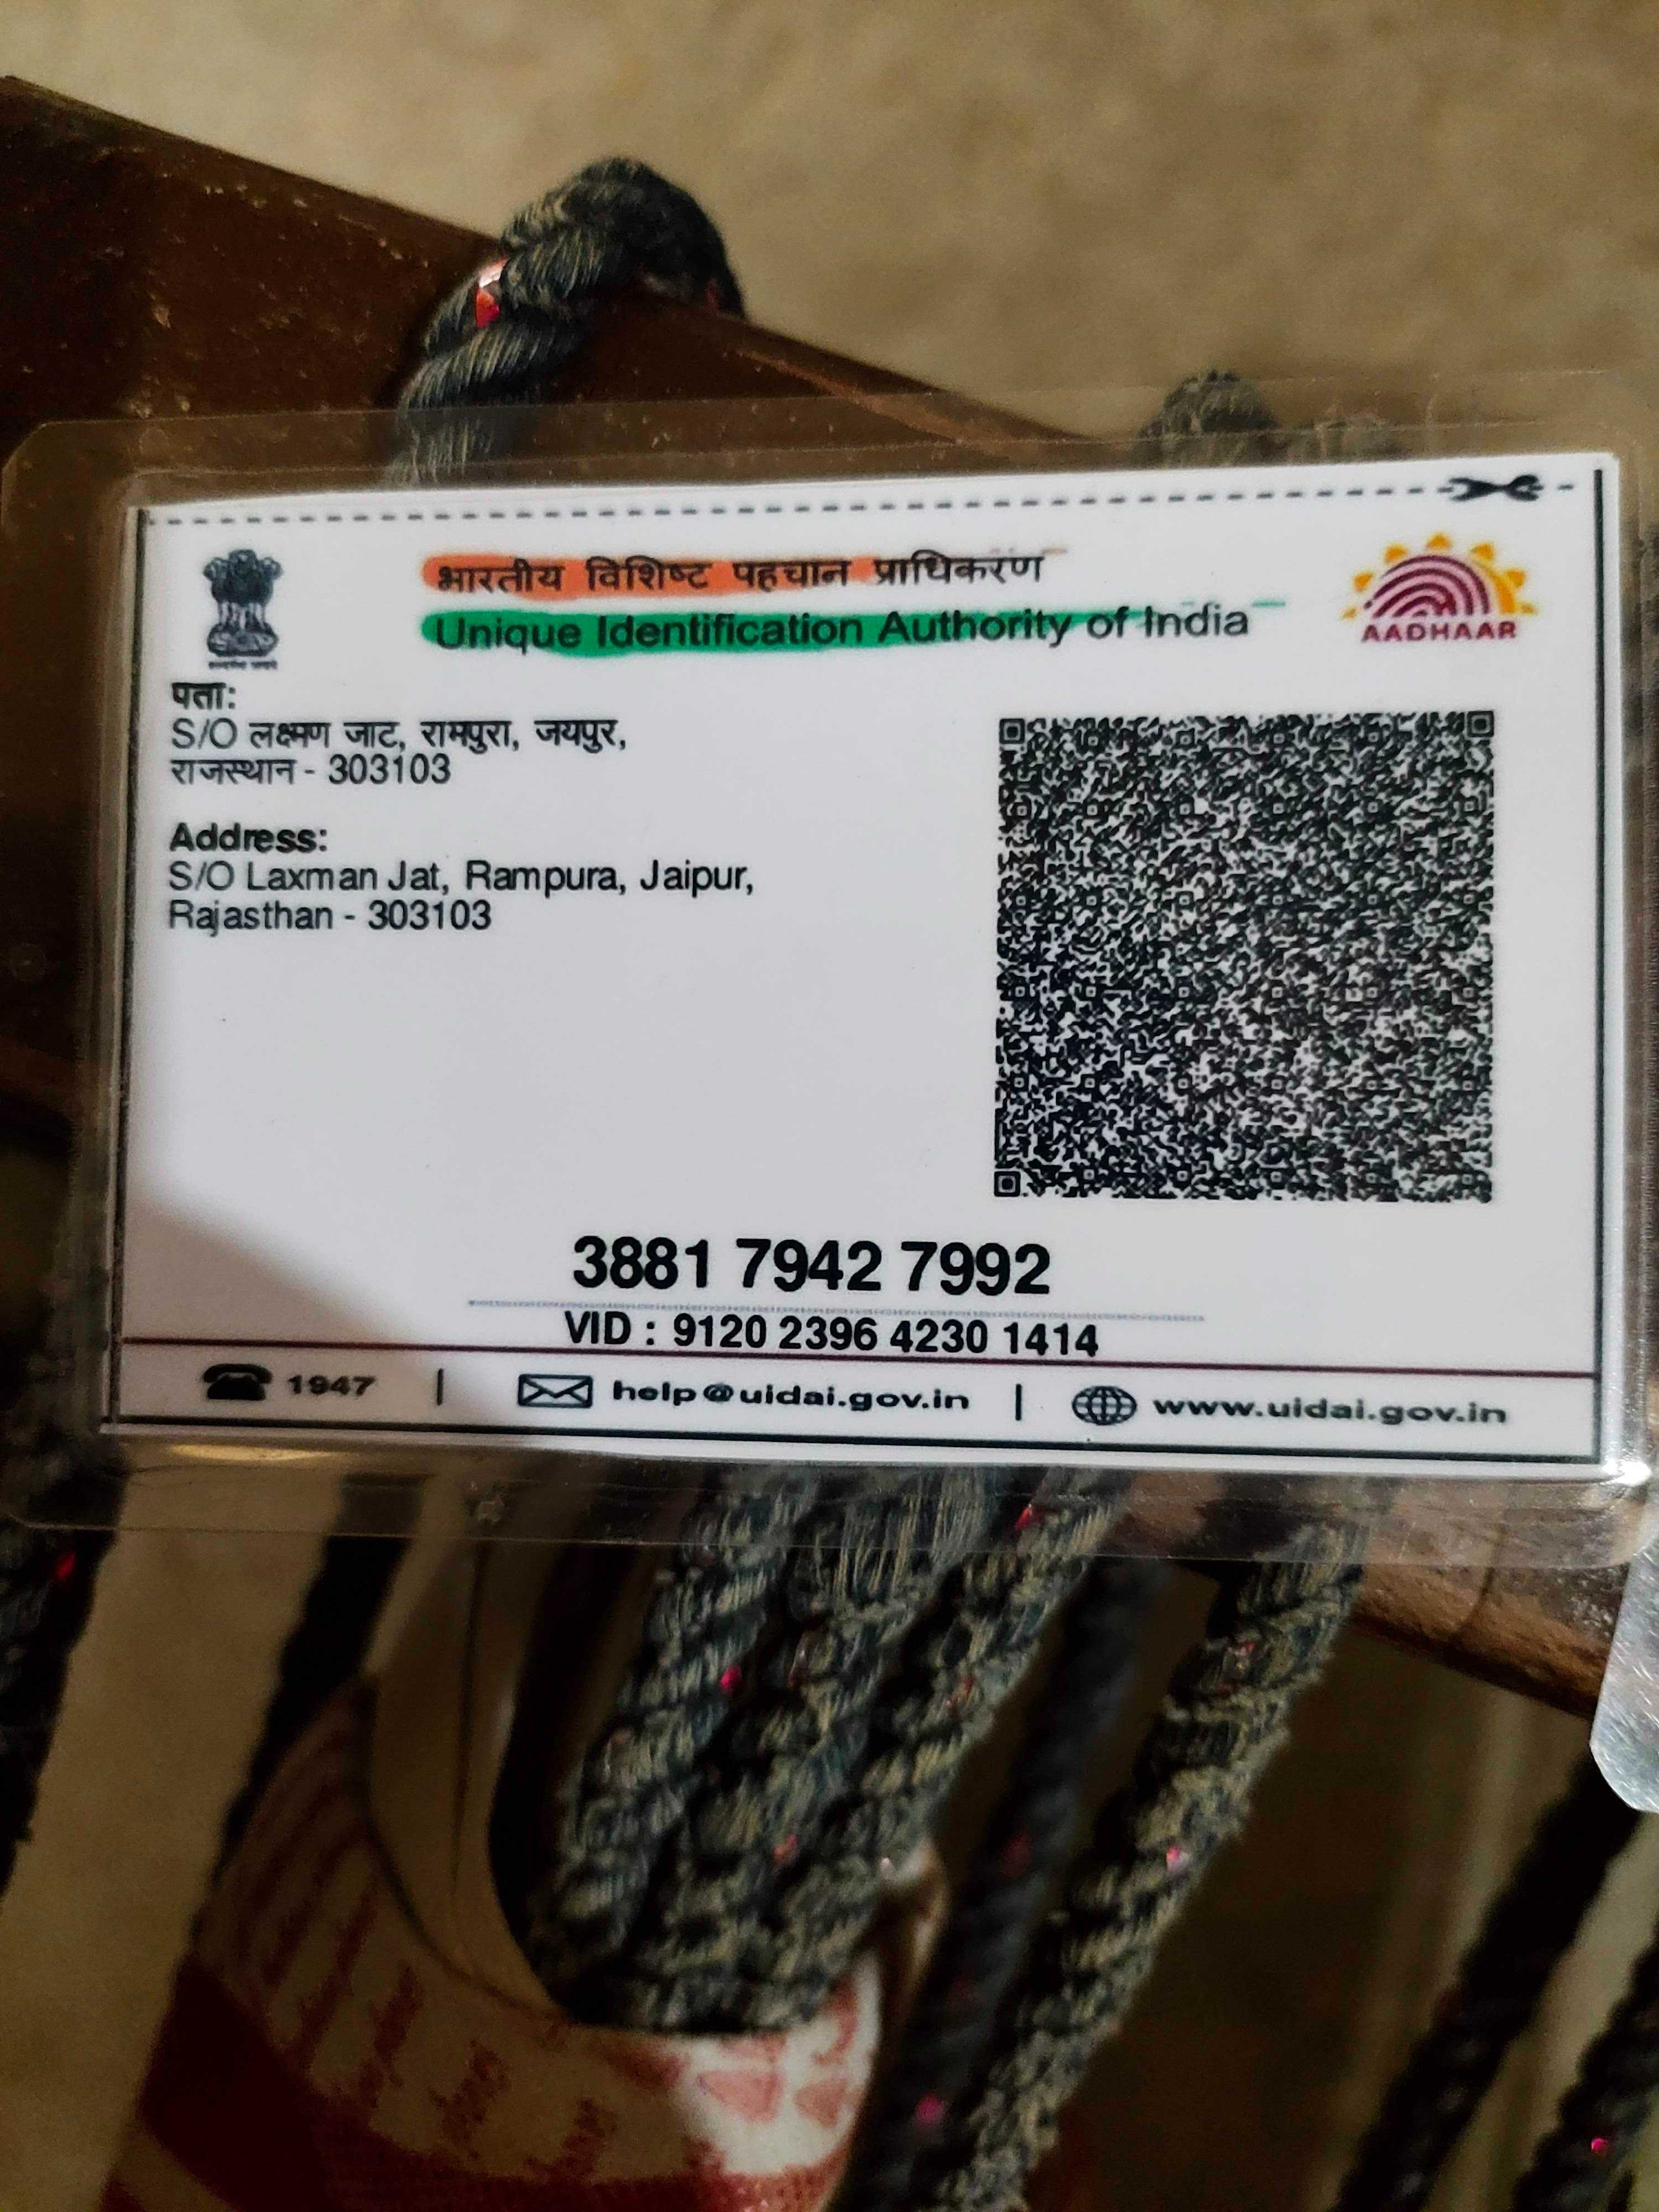 भारतीय विशिष्ट पहचान प्राधिकरण
Unique Identification Authority of India
AADHAAR
पता:
S/O लक्ष्मण जाट, रामपुरा, जयपुर,
राजस्थान - 303103
Address:
S/O Laxman Jat, Rampura, Jaipur,
Rajasthan - 303103
3881 7942 7992
VID : 9120 2396 4230 1414
1947 | help@uidai.gov.in | www.uidai.gov.in